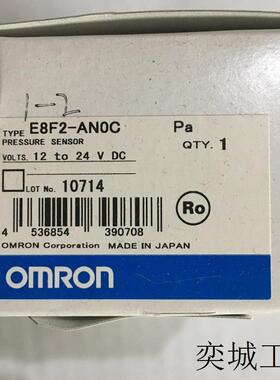 1-2
TYPE E8F2-AN0C Pa
PRESSURE SENSOR QTY. 1
VOLTS. 12 to 24 V DC
LOT No. 10714
Ro
4 536854 390708
OMRON Corporation MADE IN JAPAN
OMRON
奕城工